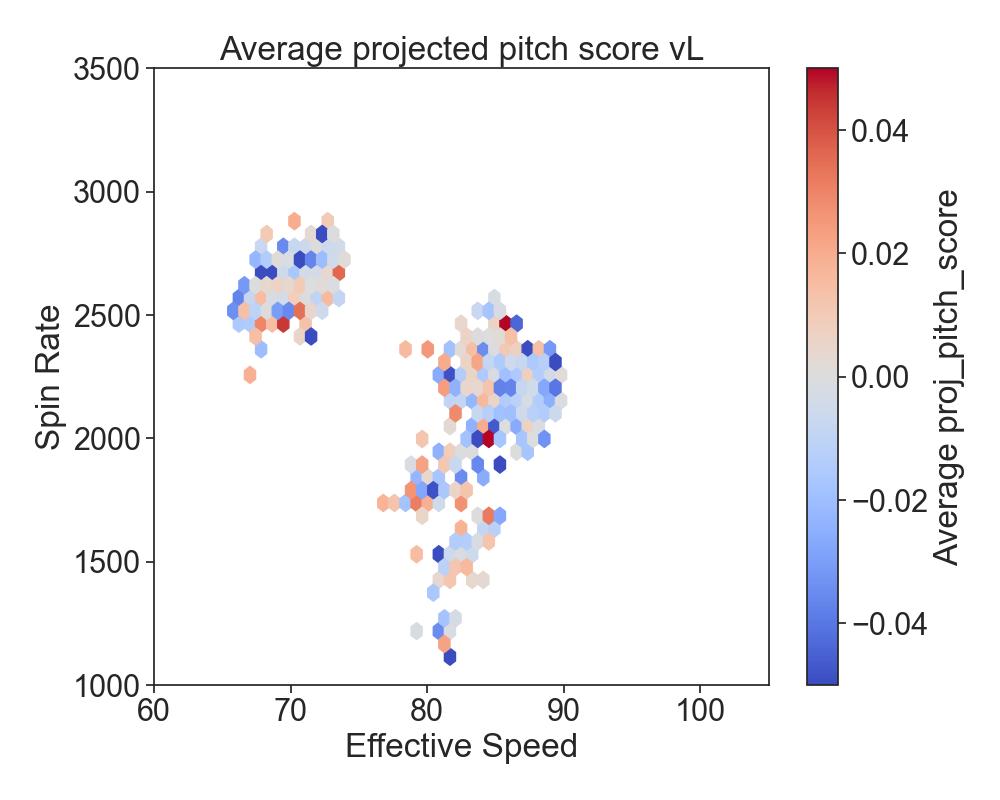 Average projected pitch score vL
3500
3000
2500
2000
1500
1000
Spin Rate
60 70 80 90 100
Effective Speed
0.04
0.02
0.00
−0.02
−0.04
Average proj_pitch_score